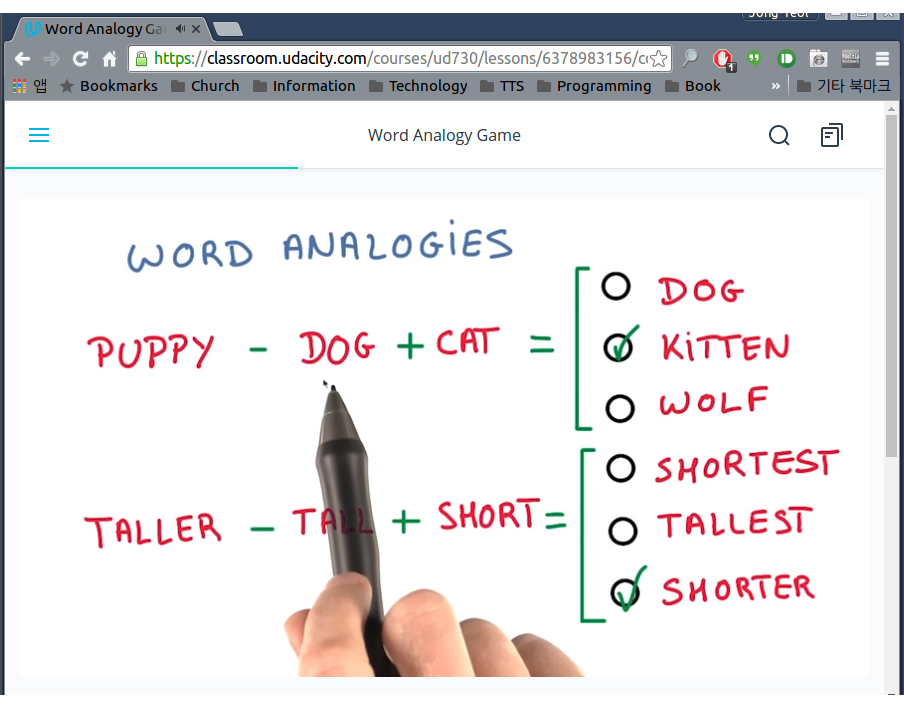 Word Analogy Ga
https://classroom.udacity.com/courses/ud730/lessons/6378983156/c
앱 Bookmarks Church Information Technology TTS Programming Book » 기타 북마크
Word Analogy Game
WORD ANALOGIES
PUPPY - DOG + CAT =
DOG
KiTTEN
WOLF
TALLER - TALL + SHORT =
SHORTEST
TALLEST
SHORTER